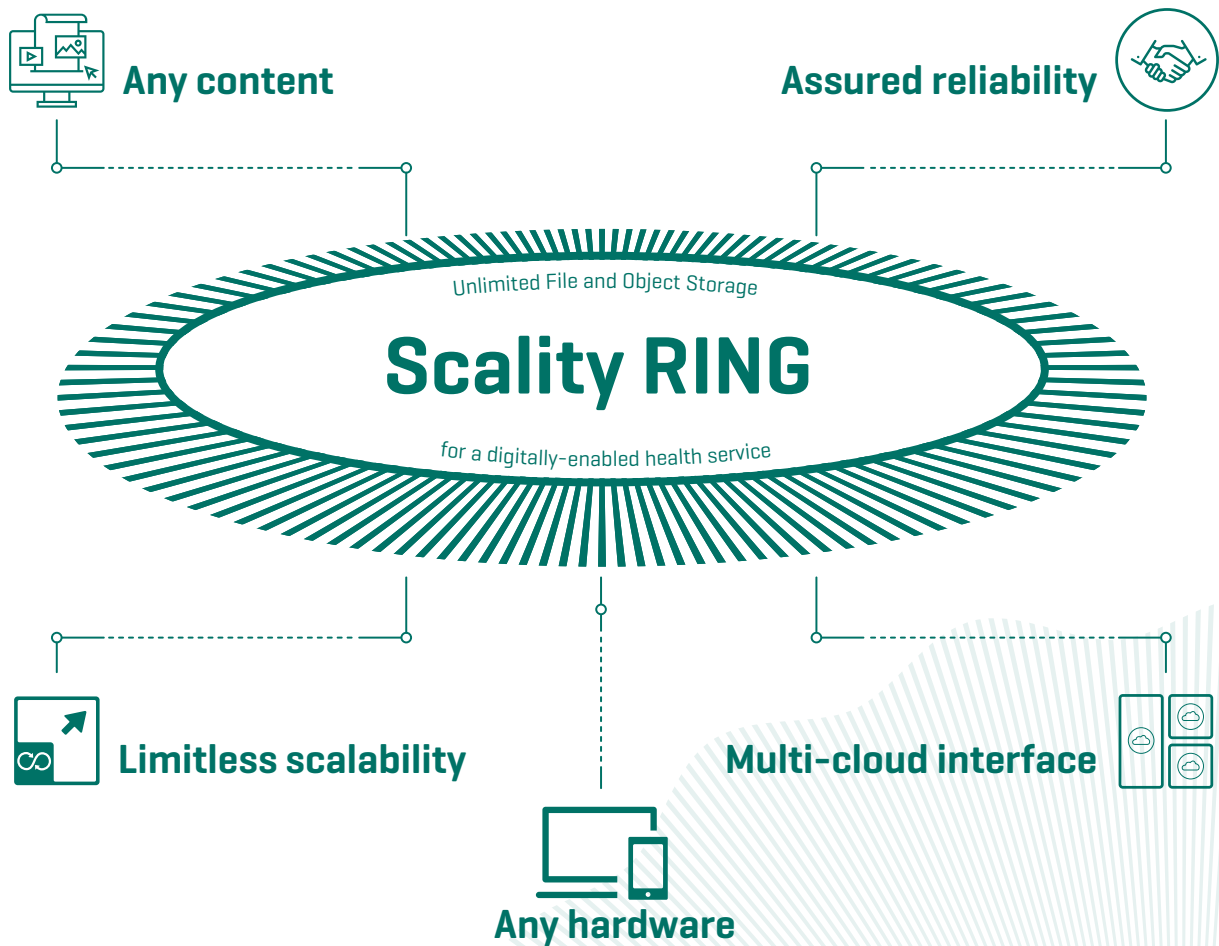 Any content
Assured reliability
Unlimited File and Object Storage
Scality RING
for a digitally-enabled health service
Limitless scalability
Multi-cloud interface
Any hardware